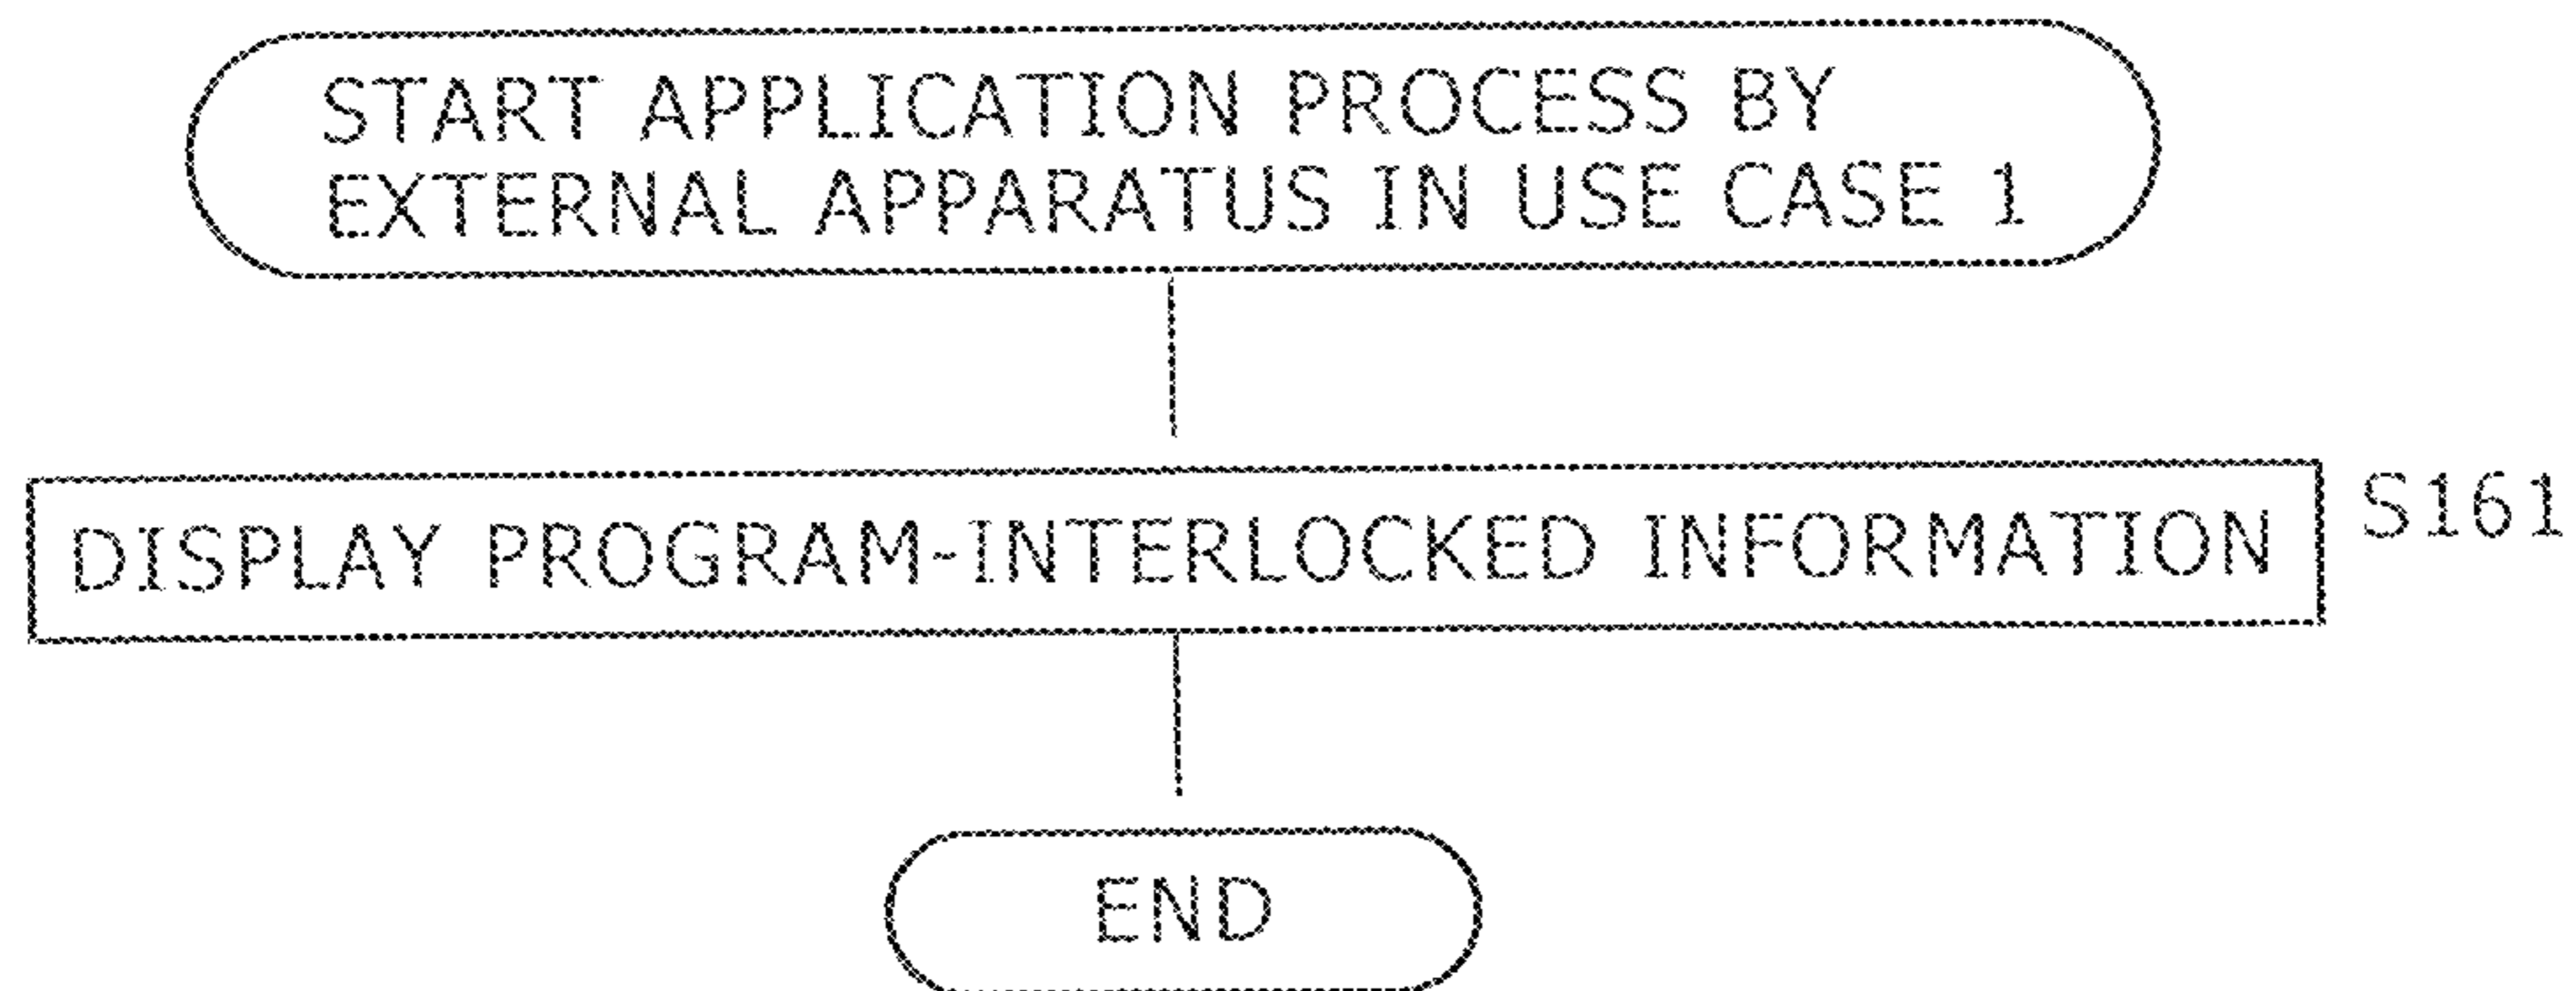 START APPLICATION PROCESS BY
EXTERNAL APPARATUS IN USE CASE 1
DISPLAY PROGRAM-INTERLOCKED INFORMATION
S161
END